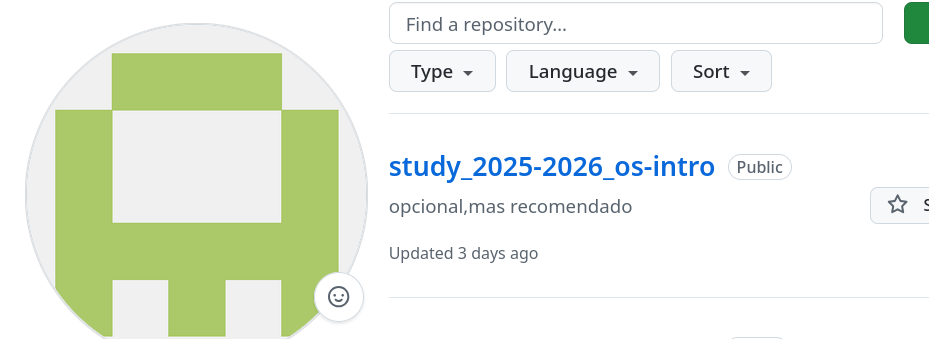 Find a repository...
Type Language Sort
study_2025-2026_os-intro Public
opcional,mas recomendado
Updated 3 days ago